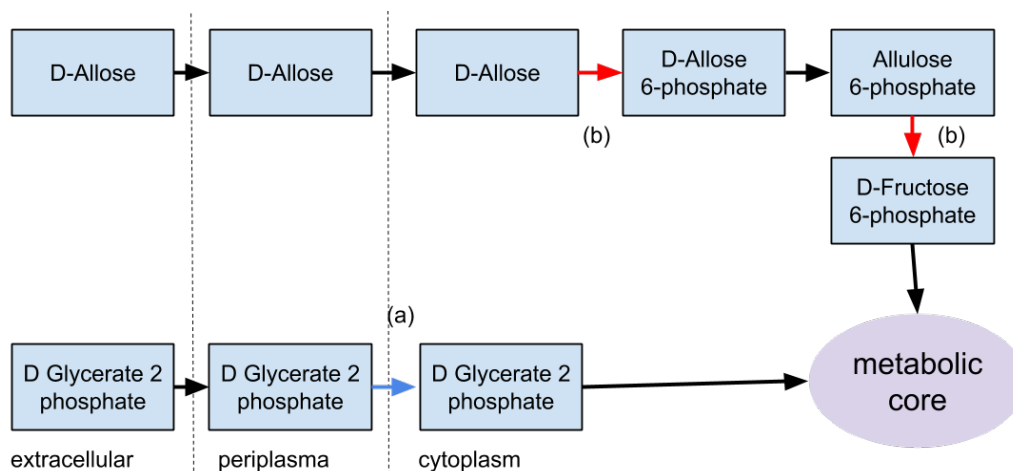 D-Allose
D-Allose
D-Allose
D-Allose
6-phosphate
Allulose
6-phosphate
(b)
(b)
D-Fructose
6-phosphate
(a)
D Glycerate 2
phosphate
D Glycerate 2
phosphate
D Glycerate 2
phosphate
metabolic
core
extracellular
periplasma
cytoplasm